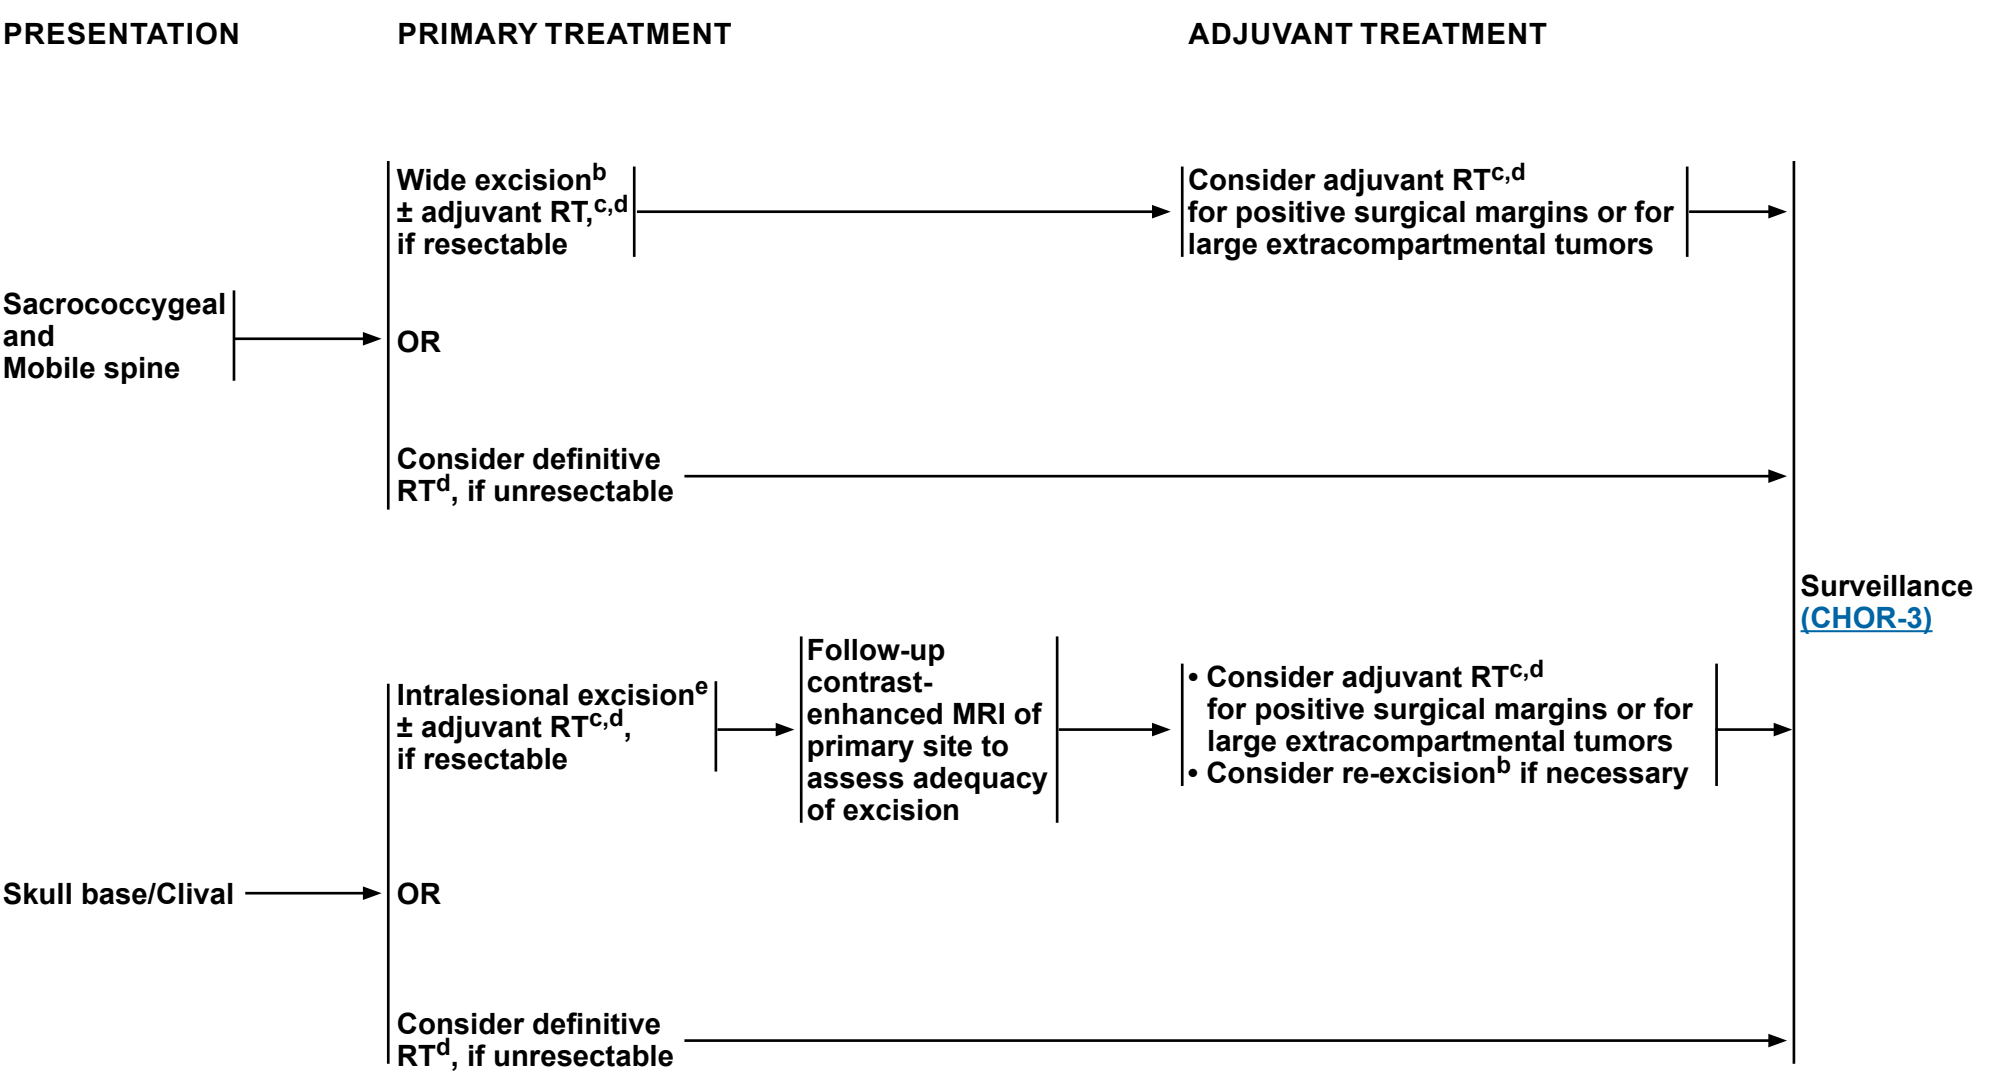 PRESENTATION
PRIMARY TREATMENT
ADJUVANT TREATMENT
Wide excisionᵇ
± adjuvant RT,ᶜ,ᵈ
if resectable
Consider adjuvant RTᶜ,ᵈ
for positive surgical margins or for
large extracompartmental tumors
Sacrococcygeal
and
Mobile spine
OR
Consider definitive
RTᵈ, if unresectable
Surveillance
(CHOR-3)
Intralesional excisionᵉ
± adjuvant RTᶜ,ᵈ,
if resectable
Follow-up
contrast-
enhanced MRI of
primary site to
assess adequacy
of excision
• Consider adjuvant RTᶜ,ᵈ
for positive surgical margins or for
large extracompartmental tumors
• Consider re-excisionᵇ if necessary
Skull base/Clival
OR
Consider definitive
RTᵈ, if unresectable